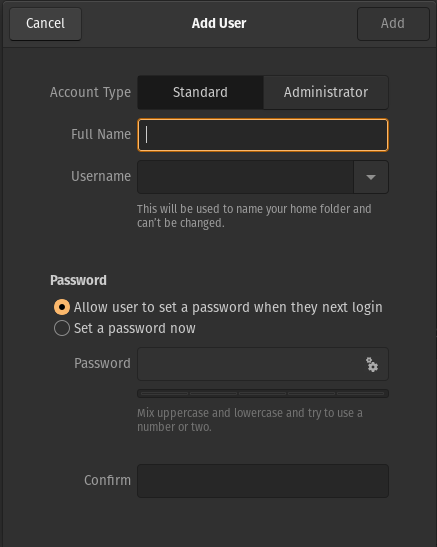 Cancel Add User Add
Account Type Standard Administrator
Full Name
Username
This will be used to name your home folder and
can't be changed.
Password
Allow user to set a password when they next login
Set a password now
Password
Mix uppercase and lowercase and try to use a
number or two.
Confirm